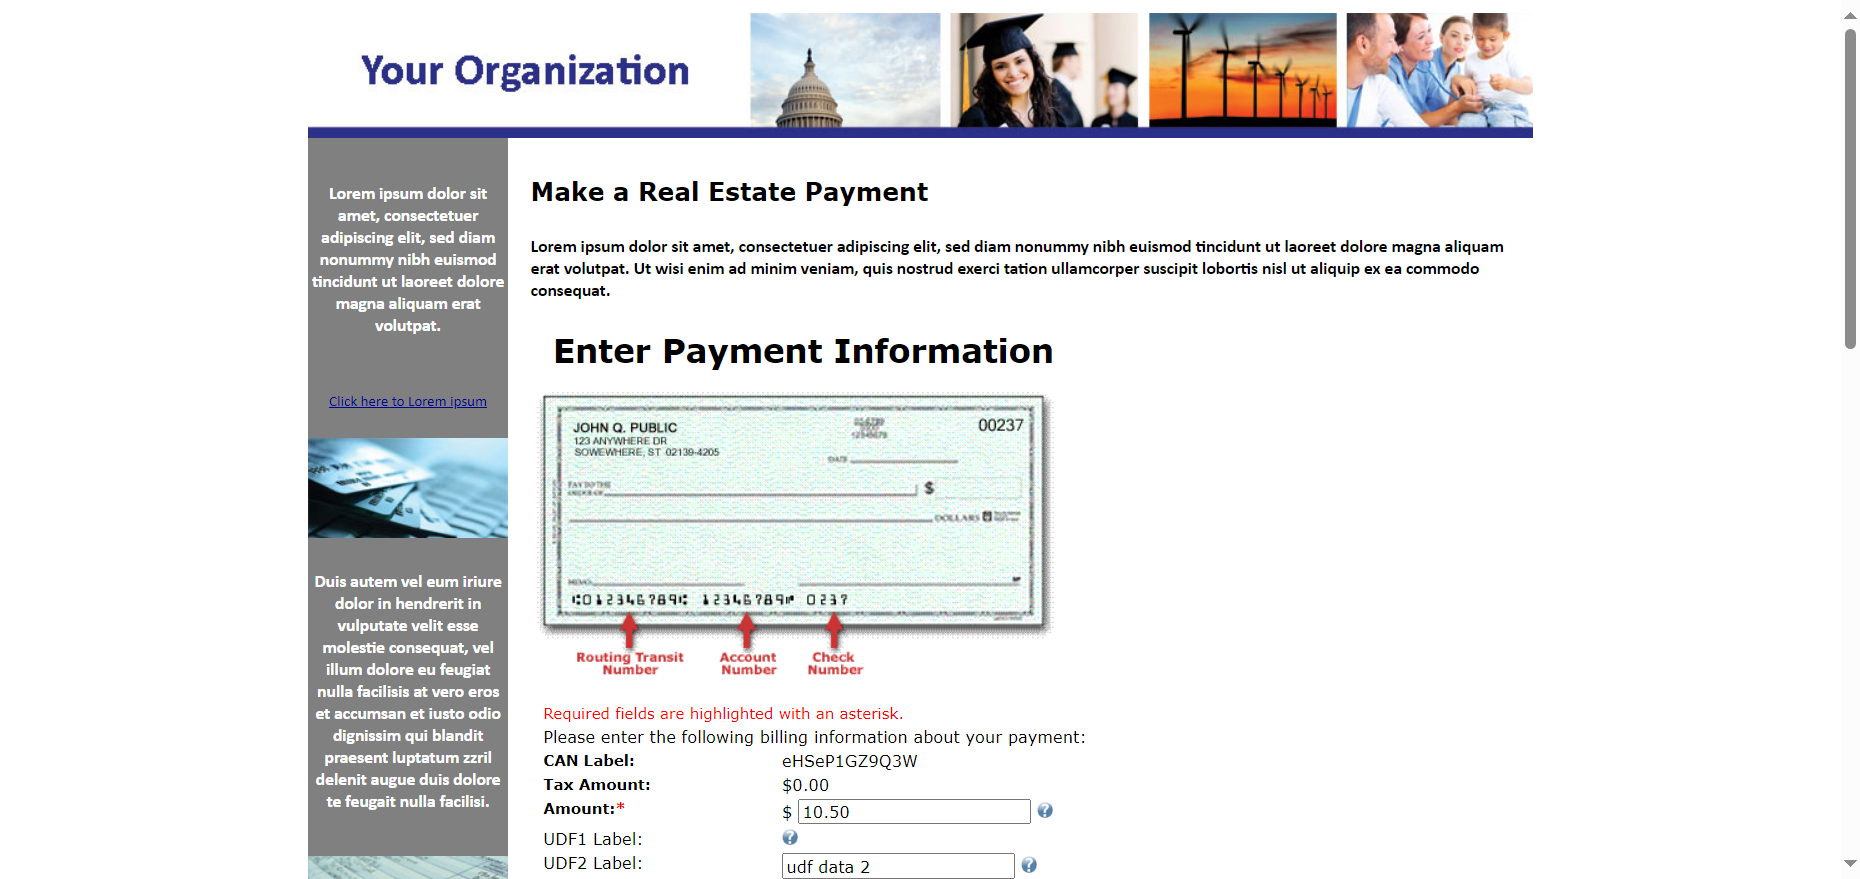 Your Organization
Lorem ipsum dolor sit
amet, consectetuer
adipiscing elit, sed diam
nonummy nibh euismod
tincidunt ut laoreet dolore
magna aliquam erat
volutpat.
Click here to Lorem ipsum
Duis autem vel eum iriure
dolor in hendrerit in
vulputate velit esse
molestie consequat, vel
illum dolore eu feugiat
nulla facilisis at vero eros
et accumsan et iusto odio
dignissim qui blandit
praesent luptatum zzril
delenit augue duis dolore
te feugait nulla facilisi.
Make a Real Estate Payment
Lorem ipsum dolor sit amet, consectetuer adipiscing elit, sed diam nonummy nibh euismod tincidunt ut laoreet dolore magna aliquam
erat volutpat. Ut wisi enim ad minim veniam, quis nostrud exerci tation ullamcorper suscipit lobortis nisl ut aliquip ex ea commodo
consequat.
Enter Payment Information
JOHN Q. PUBLIC
123 ANYWHERE DR
SOWEWHERE, ST 02139-4205
00237
DATE
PAY TO THE
ORDER OF
$
DOLLARS
MEMO
⑆0123456789⑆ 123456789⑈ 0237
Routing Transit
Number
Account
Number
Check
Number
Required fields are highlighted with an asterisk.
Please enter the following billing information about your payment:
CAN Label: eHSeP1GZ9Q3W
Tax Amount: $0.00
Amount:* $ 10.50 ?
UDF1 Label: ?
UDF2 Label: udf data 2 ?